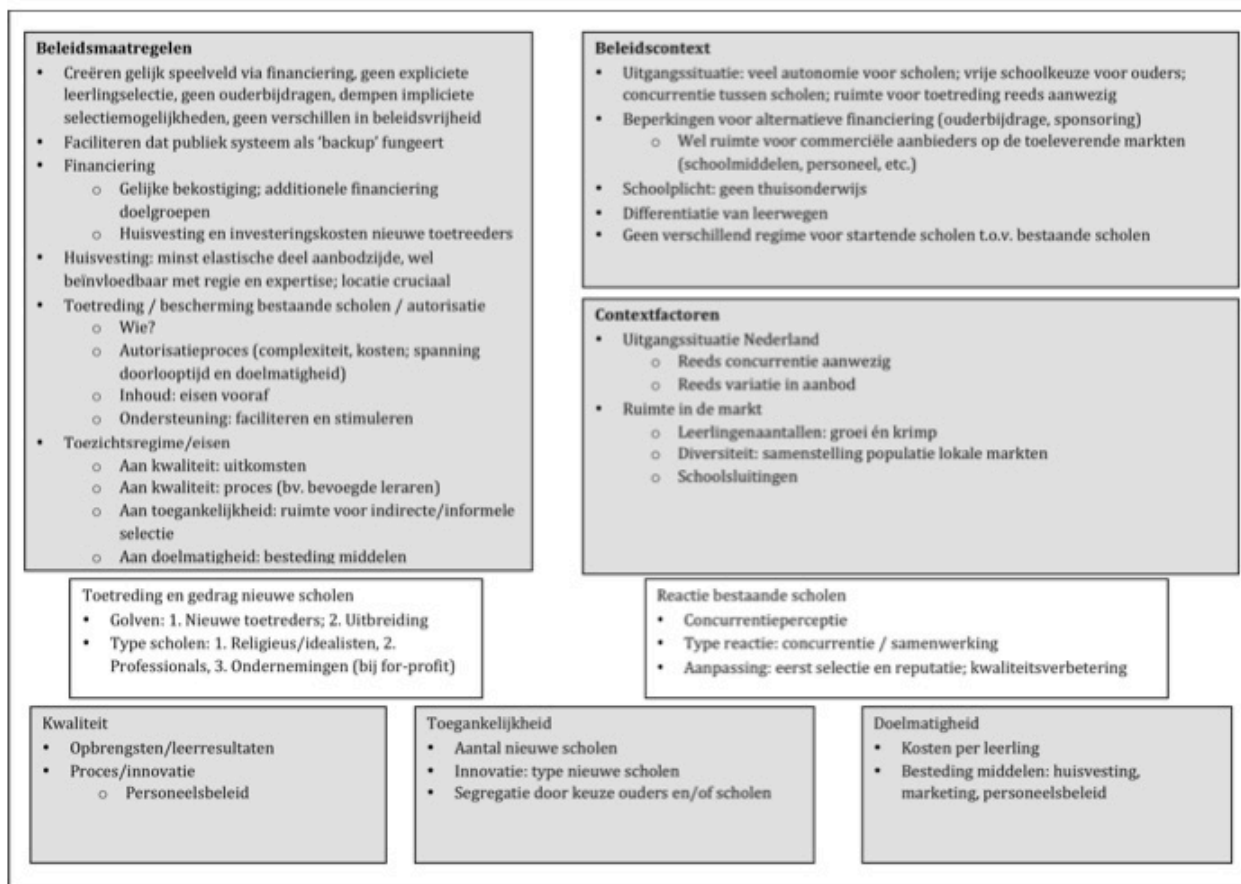 Beleidsmaatregelen
• Creëren gelijk speelveld via financiering, geen expliciete
leerlingselectie, geen ouderbijdragen, dempen impliciete
selectiemogelijkheden, geen verschillen in beleidsvrijheid
• Faciliteren dat publiek systeem als ‘backup’ fungeert
• Financiering
o Gelijke bekostiging; additionele financiering
doelgroepen
o Huisvesting en investeringskosten nieuwe toetreeders
• Huisvesting: minst elastische deel aanbodzijde, wel
beïnvloedbaar met regie en expertise; locatie cruciaal
• Toetreding / bescherming bestaande scholen / autorisatie
o Wie?
o Autorisatieproces (complexiteit, kosten; spanning
doorlooptijd en doelmatigheid)
o Inhoud: eisen vooraf
o Ondersteuning: faciliteren en stimuleren
• Toezichtsregime/eisen
o Aan kwaliteit: uitkomsten
o Aan kwaliteit: proces (bv. bevoegde leraren)
o Aan toegankelijkheid: ruimte voor indirecte/informele
selectie
o Aan doelmatigheid: besteding middelen
Beleidscontext
• Uitgangssituatie: veel autonomie voor scholen; vrije schoolkeuze voor ouders;
concurrentie tussen scholen; ruimte voor toetreding reeds aanwezig
• Beperkingen voor alternatieve financiering (ouderbijdrage, sponsoring)
o Wel ruimte voor commerciële aanbieders op de toeleverende markten
(schoolmiddelen, personeel, etc.)
• Schoolplicht: geen thuisonderwijs
• Differentiatie van leerwegen
• Geen verschillend regime voor startende scholen t.o.v. bestaande scholen
Contextfactoren
• Uitgangssituatie Nederland
o Reeds concurrentie aanwezig
o Reeds variatie in aanbod
• Ruimte in de markt
o Leerlingenaantallen: groei én krimp
o Diversiteit: samenstelling populatie lokale markten
o Schoolsluitingen
Toetreding en gedrag nieuwe scholen
• Golven: 1. Nieuwe toetreders; 2. Uitbreiding
• Type scholen: 1. Religieus/idealisten, 2.
Professionals, 3. Ondernemingen (bij for-profit)
Reactie bestaande scholen
• Concurrentieperceptie
• Type reactie: concurrentie / samenwerking
• Aanpassing: eerst selectie en reputatie; kwaliteitsverbetering
Kwaliteit
• Opbrengsten/leerresultaten
• Proces/innovatie
o Personeelsbeleid
Toegankelijkheid
• Aantal nieuwe scholen
• Innovatie: type nieuwe scholen
• Segregatie door keuze ouders en/of scholen
Doelmatigheid
• Kosten per leerling
• Besteding middelen: huisvesting,
marketing, personeelsbeleid